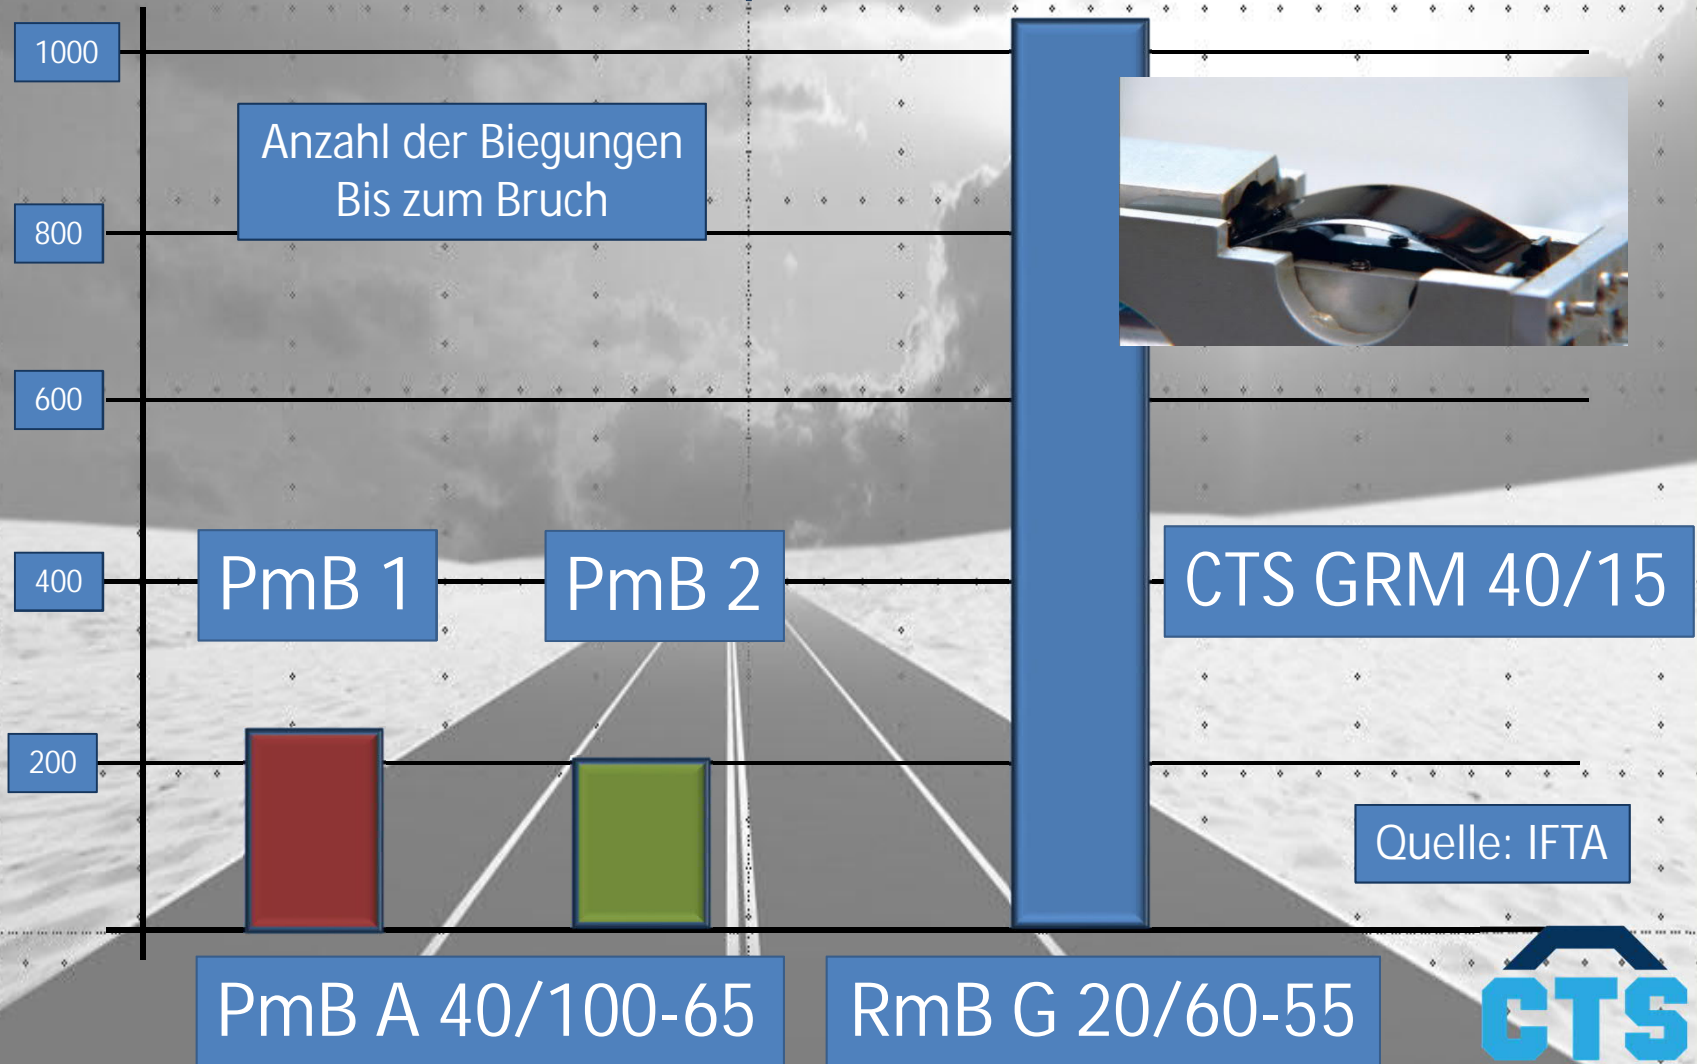 1000
Anzahl der Biegungen
Bis zum Bruch
800
600
400
PmB 1
PmB 2
CTS GRM 40/15
200
Quelle: IFTA
PmB A 40/100-65
RmB G 20/60-55
CTS